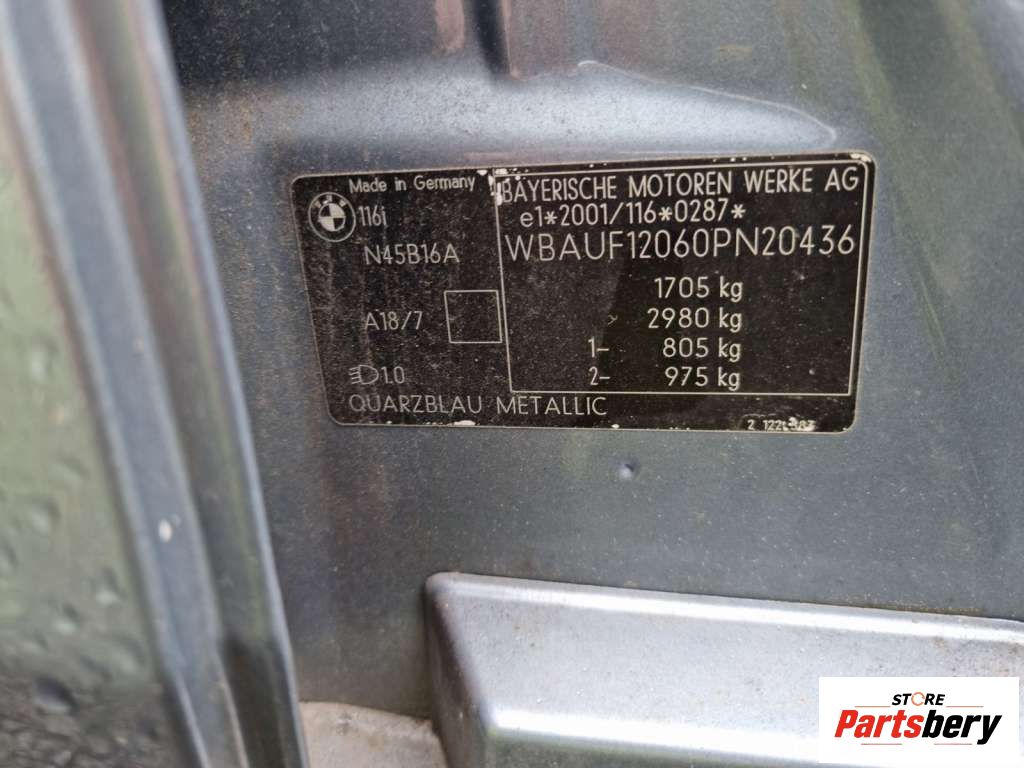 Made in Germany
116i
N45B16A
A18/7
1.0
QUARZBLAU METALLIC
BAYERISCHE MOTOREN WERKE AG
e1*2001/116*0287*
WBAUF12060PN20436
1705 kg
2980 kg
1– 805 kg
2– 975 kg
STORE
Partsbery